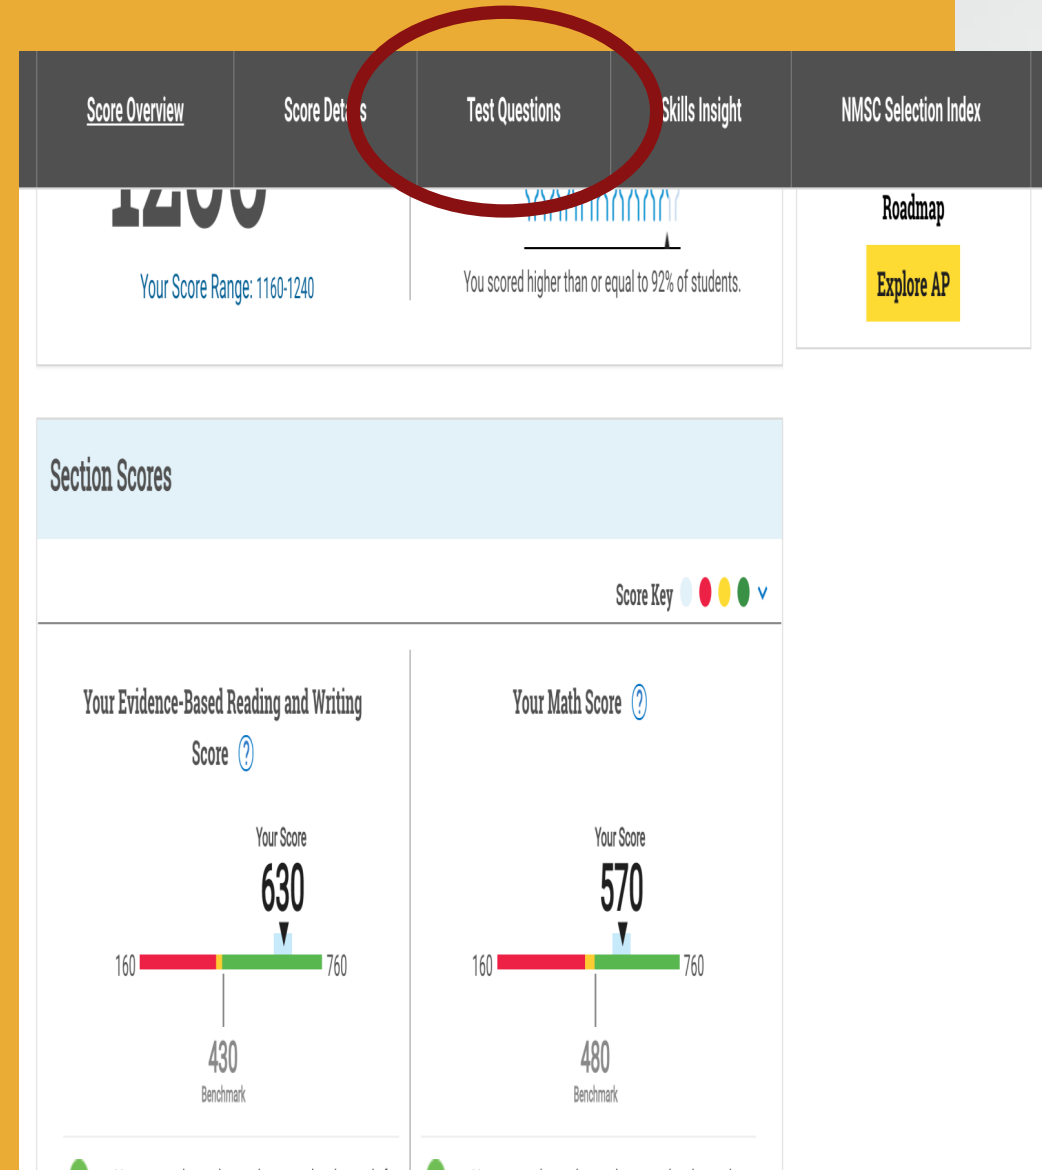 Score Overview
Score Details
Test Questions
Skills Insight
NMSC Selection Index
1200
Your Score Range: 1160-1240
You scored higher than or equal to 92% of students.
Roadmap
Explore AP
Section Scores
Score Key
Your Evidence-Based Reading and Writing
Score ?
Your Score
630
160
760
430
Benchmark
Your Math Score ?
Your Score
570
160
760
480
Benchmark